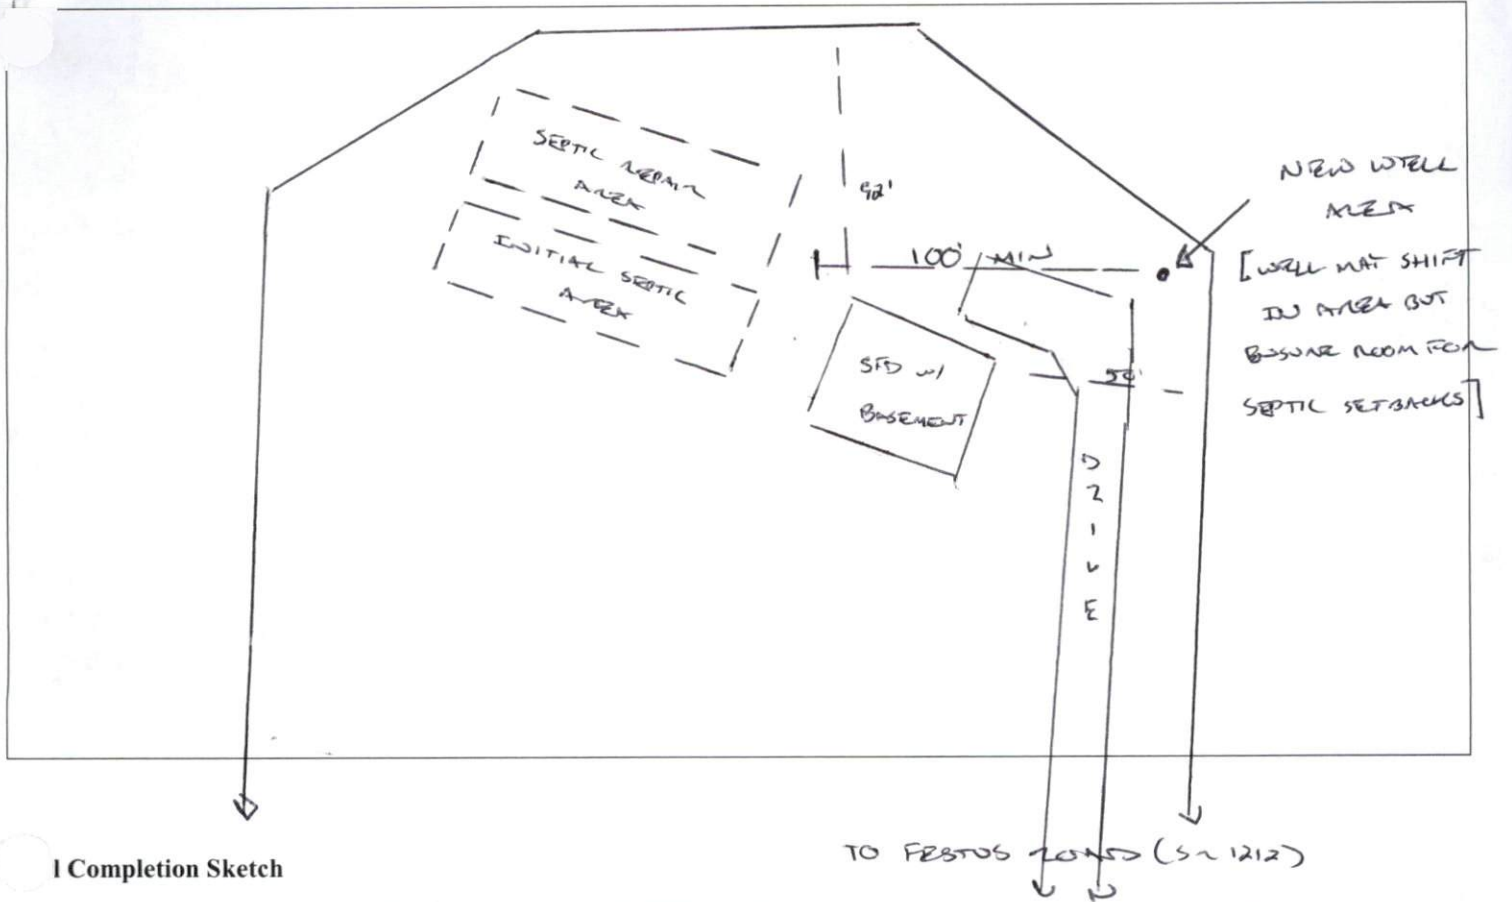 SEPTIC REPAIR
AREA
INITIAL SEPTIC
AREA
92'
100' MIN
NEW WELL
AREA
[WELL MAY SHIFT
IN AREA BUT
ENSURE ROOM FOR
SEPTIC SETBACKS]
SFD w/
BASEMENT
50'
DRIVE
TO FESTUS ROAD (SR 1212)
l Completion Sketch